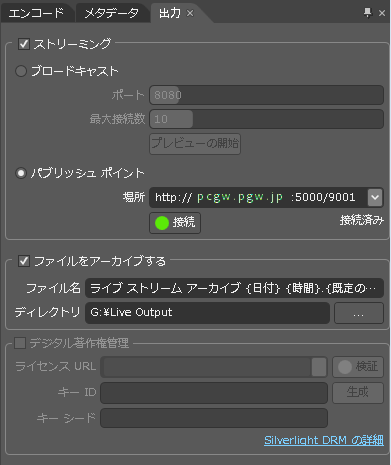 エンコード メタデータ 出力
ストリーミング
ブロードキャスト
ポート 8080
最大接続数 10
プレビューの開始
パブリッシュ ポイント
場所 http:// pcgw.pgw.jp :5000/9001
接続 接続済み
ファイルをアーカイブする
ファイル名 ライブ ストリーム アーカイブ {日付} {時間}.{既定の…
ディレクトリ G:¥Live Output ...
デジタル著作権管理
ライセンス URL 検証
キー ID 生成
キー シード
Silverlight DRM の詳細